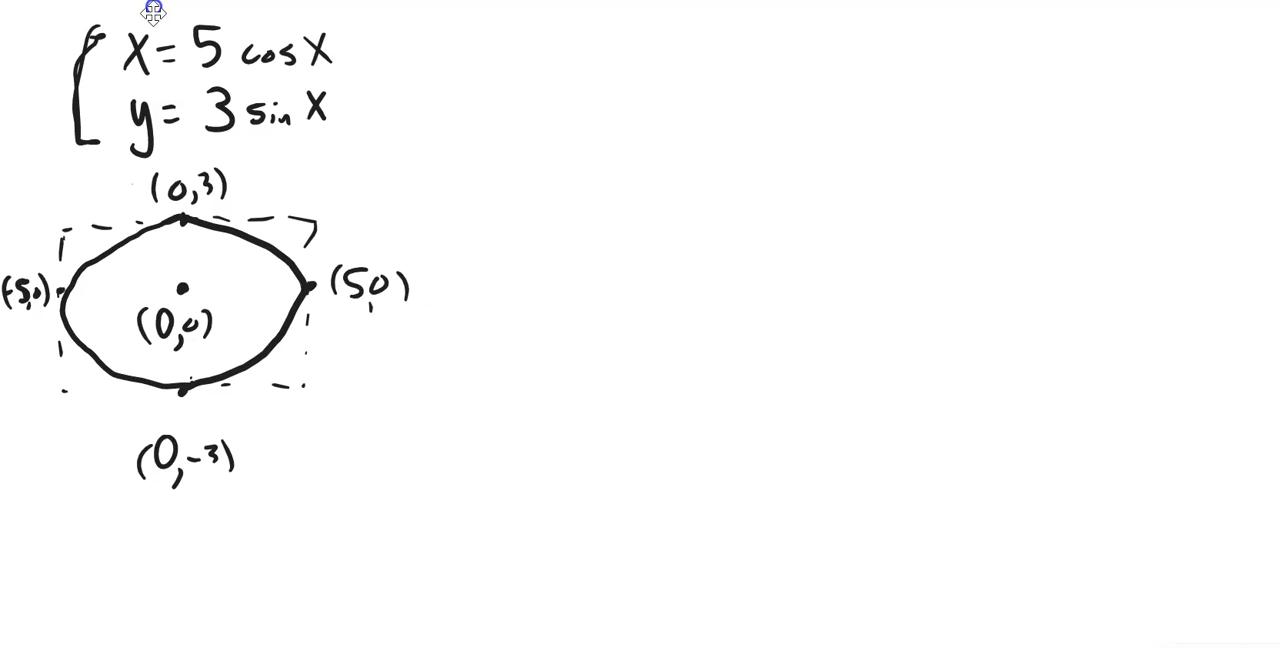 x = 5 cos x
y = 3 sin x
(0,3)
(-5,0)
(5,0)
(0,0)
(0,-3)